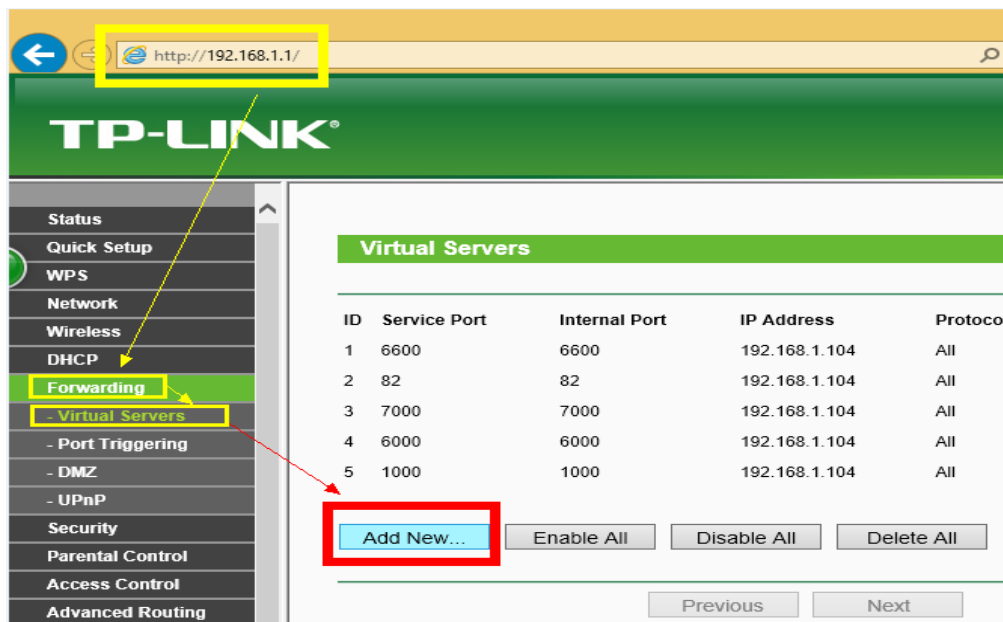 http://192.168.1.1/
TP-LINK®
Status
Quick Setup
WPS
Network
Wireless
DHCP
Forwarding
- Virtual Servers
- Port Triggering
- DMZ
- UPnP
Security
Parental Control
Access Control
Advanced Routing
Virtual Servers
ID Service Port Internal Port IP Address Protoco
1 6600 6600 192.168.1.104 All
2 82 82 192.168.1.104 All
3 7000 7000 192.168.1.104 All
4 6000 6000 192.168.1.104 All
5 1000 1000 192.168.1.104 All
Add New... Enable All Disable All Delete All
Previous Next